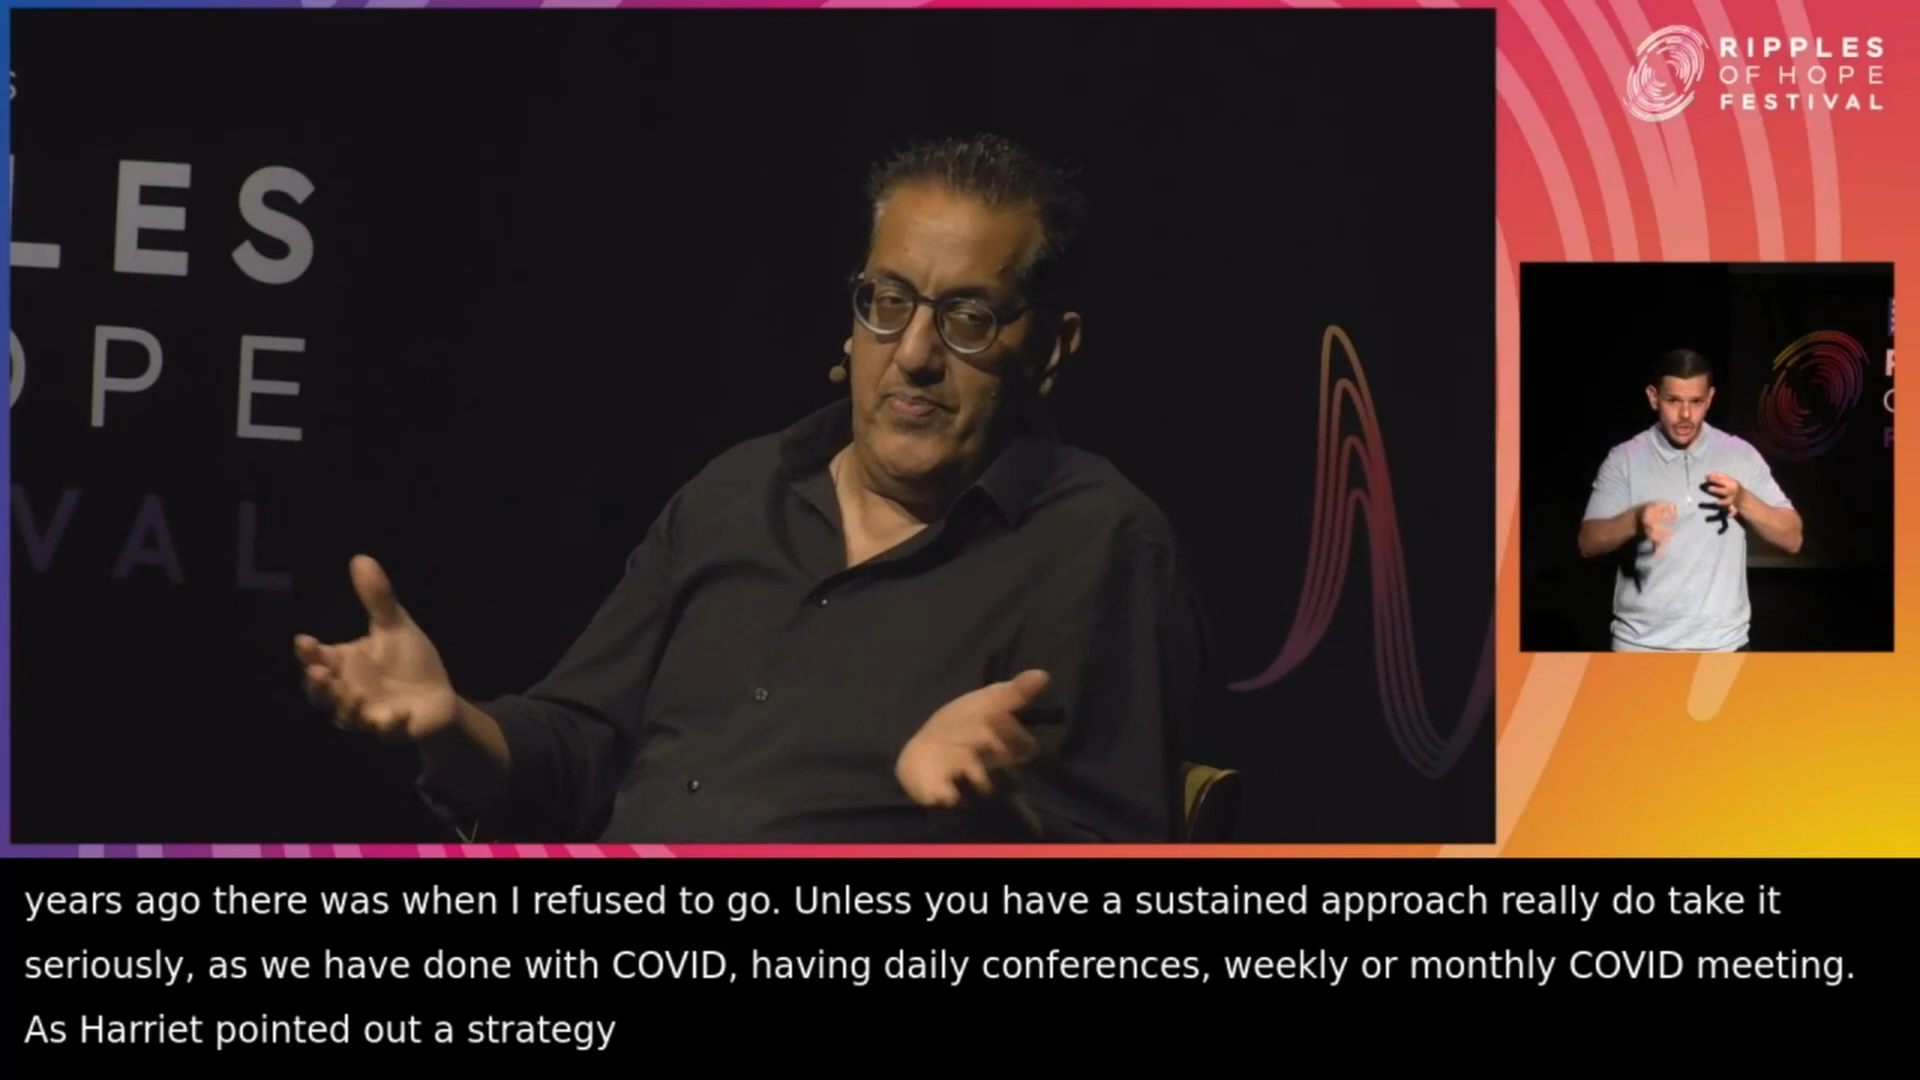 RIPPLES
OF HOPE
FESTIVAL
S
LES
OPE
VAL
years ago there was when I refused to go. Unless you have a sustained approach really do take it
seriously, as we have done with COVID, having daily conferences, weekly or monthly COVID meeting.
As Harriet pointed out a strategy